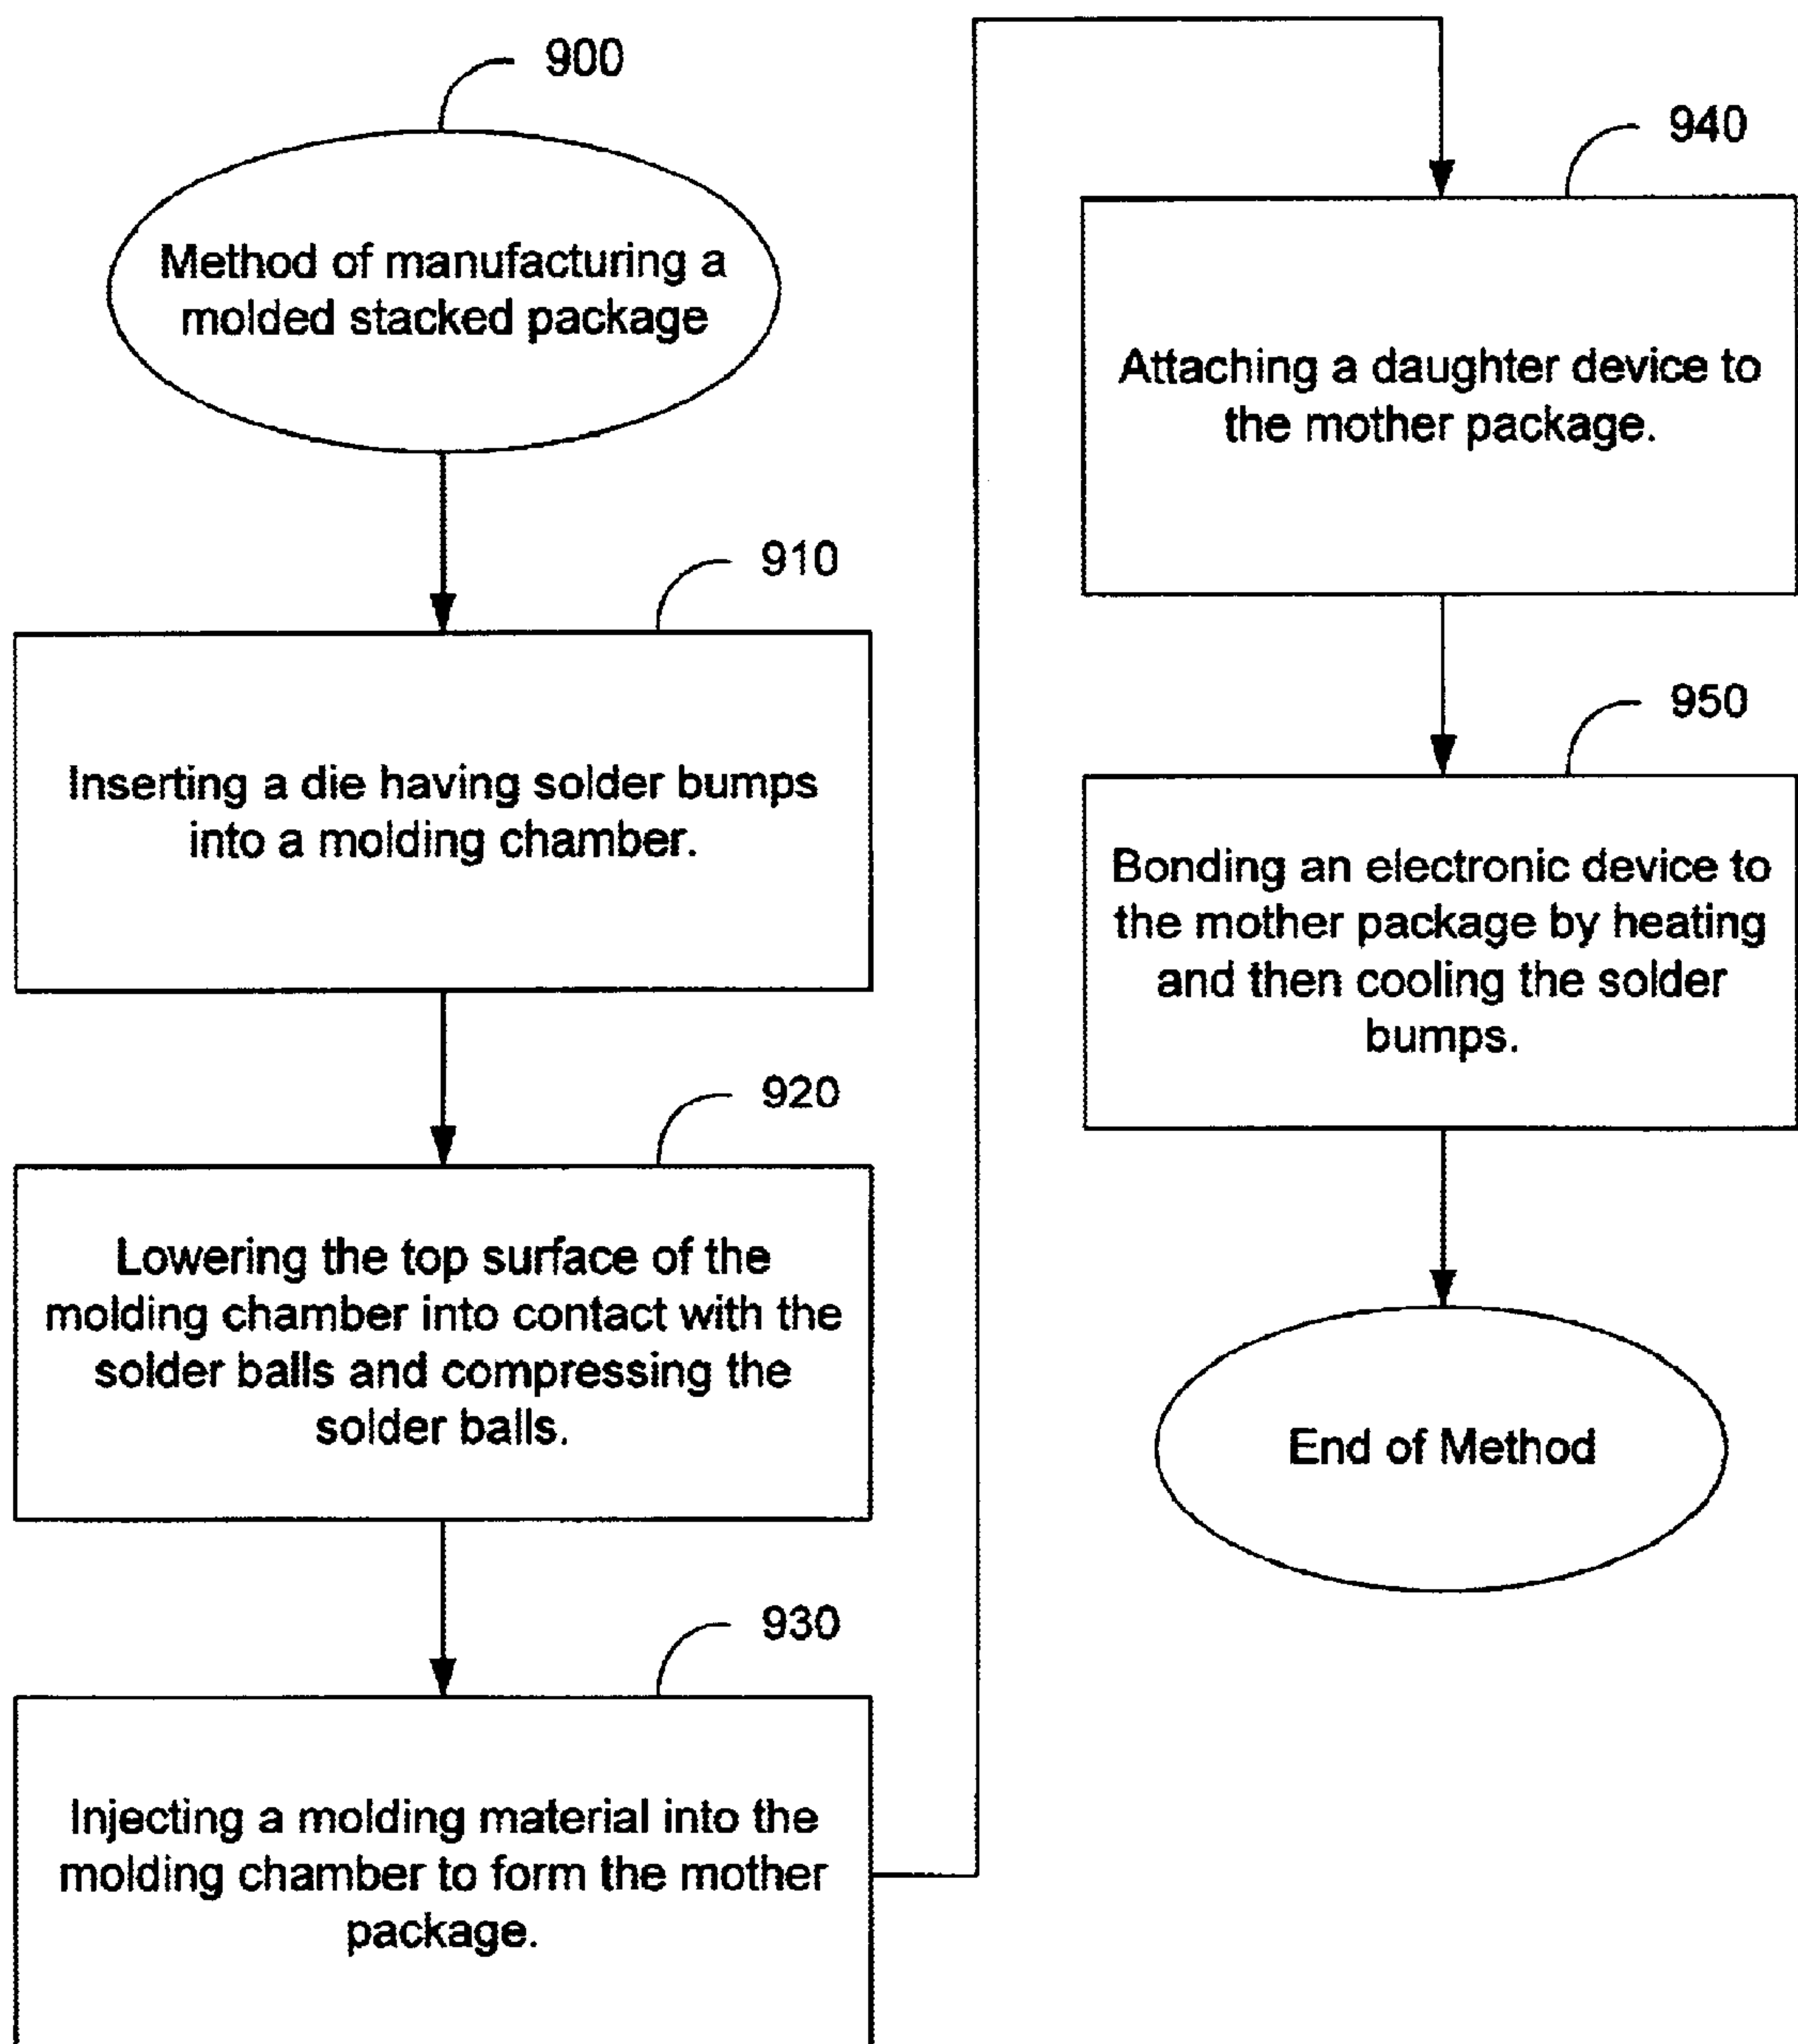 900
Method of manufacturing a
molded stacked package
910
Inserting a die having solder bumps
into a molding chamber.
920
Lowering the top surface of the
molding chamber into contact with the
solder balls and compressing the
solder balls.
930
Injecting a molding material into the
molding chamber to form the mother
package.
940
Attaching a daughter device to
the mother package.
950
Bonding an electronic device to
the mother package by heating
and then cooling the solder
bumps.
End of Method